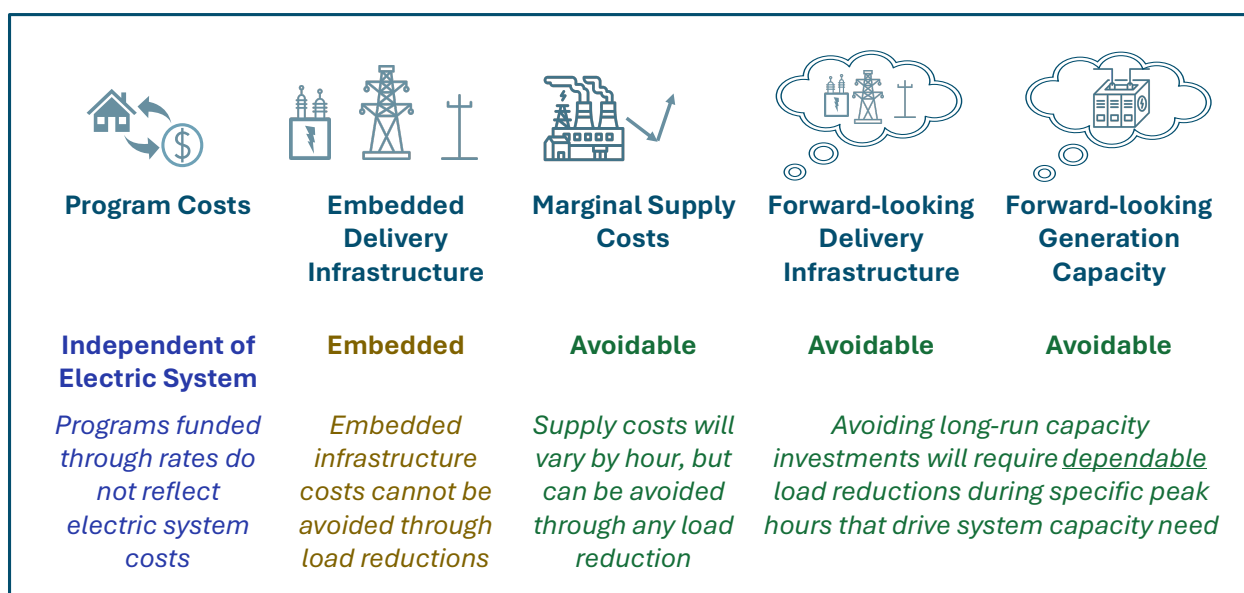 Program Costs
Embedded
Delivery
Infrastructure
Marginal Supply
Costs
Forward-looking
Delivery
Infrastructure
Forward-looking
Generation
Capacity
Independent of
Electric System
Embedded
Avoidable
Avoidable
Avoidable
Programs funded
through rates do
not reflect
electric system
costs
Embedded
infrastructure
costs cannot be
avoided through
load reductions
Supply costs will
vary by hour, but
can be avoided
through any load
reduction
Avoiding long-run capacity
investments will require dependable
load reductions during specific peak
hours that drive system capacity need